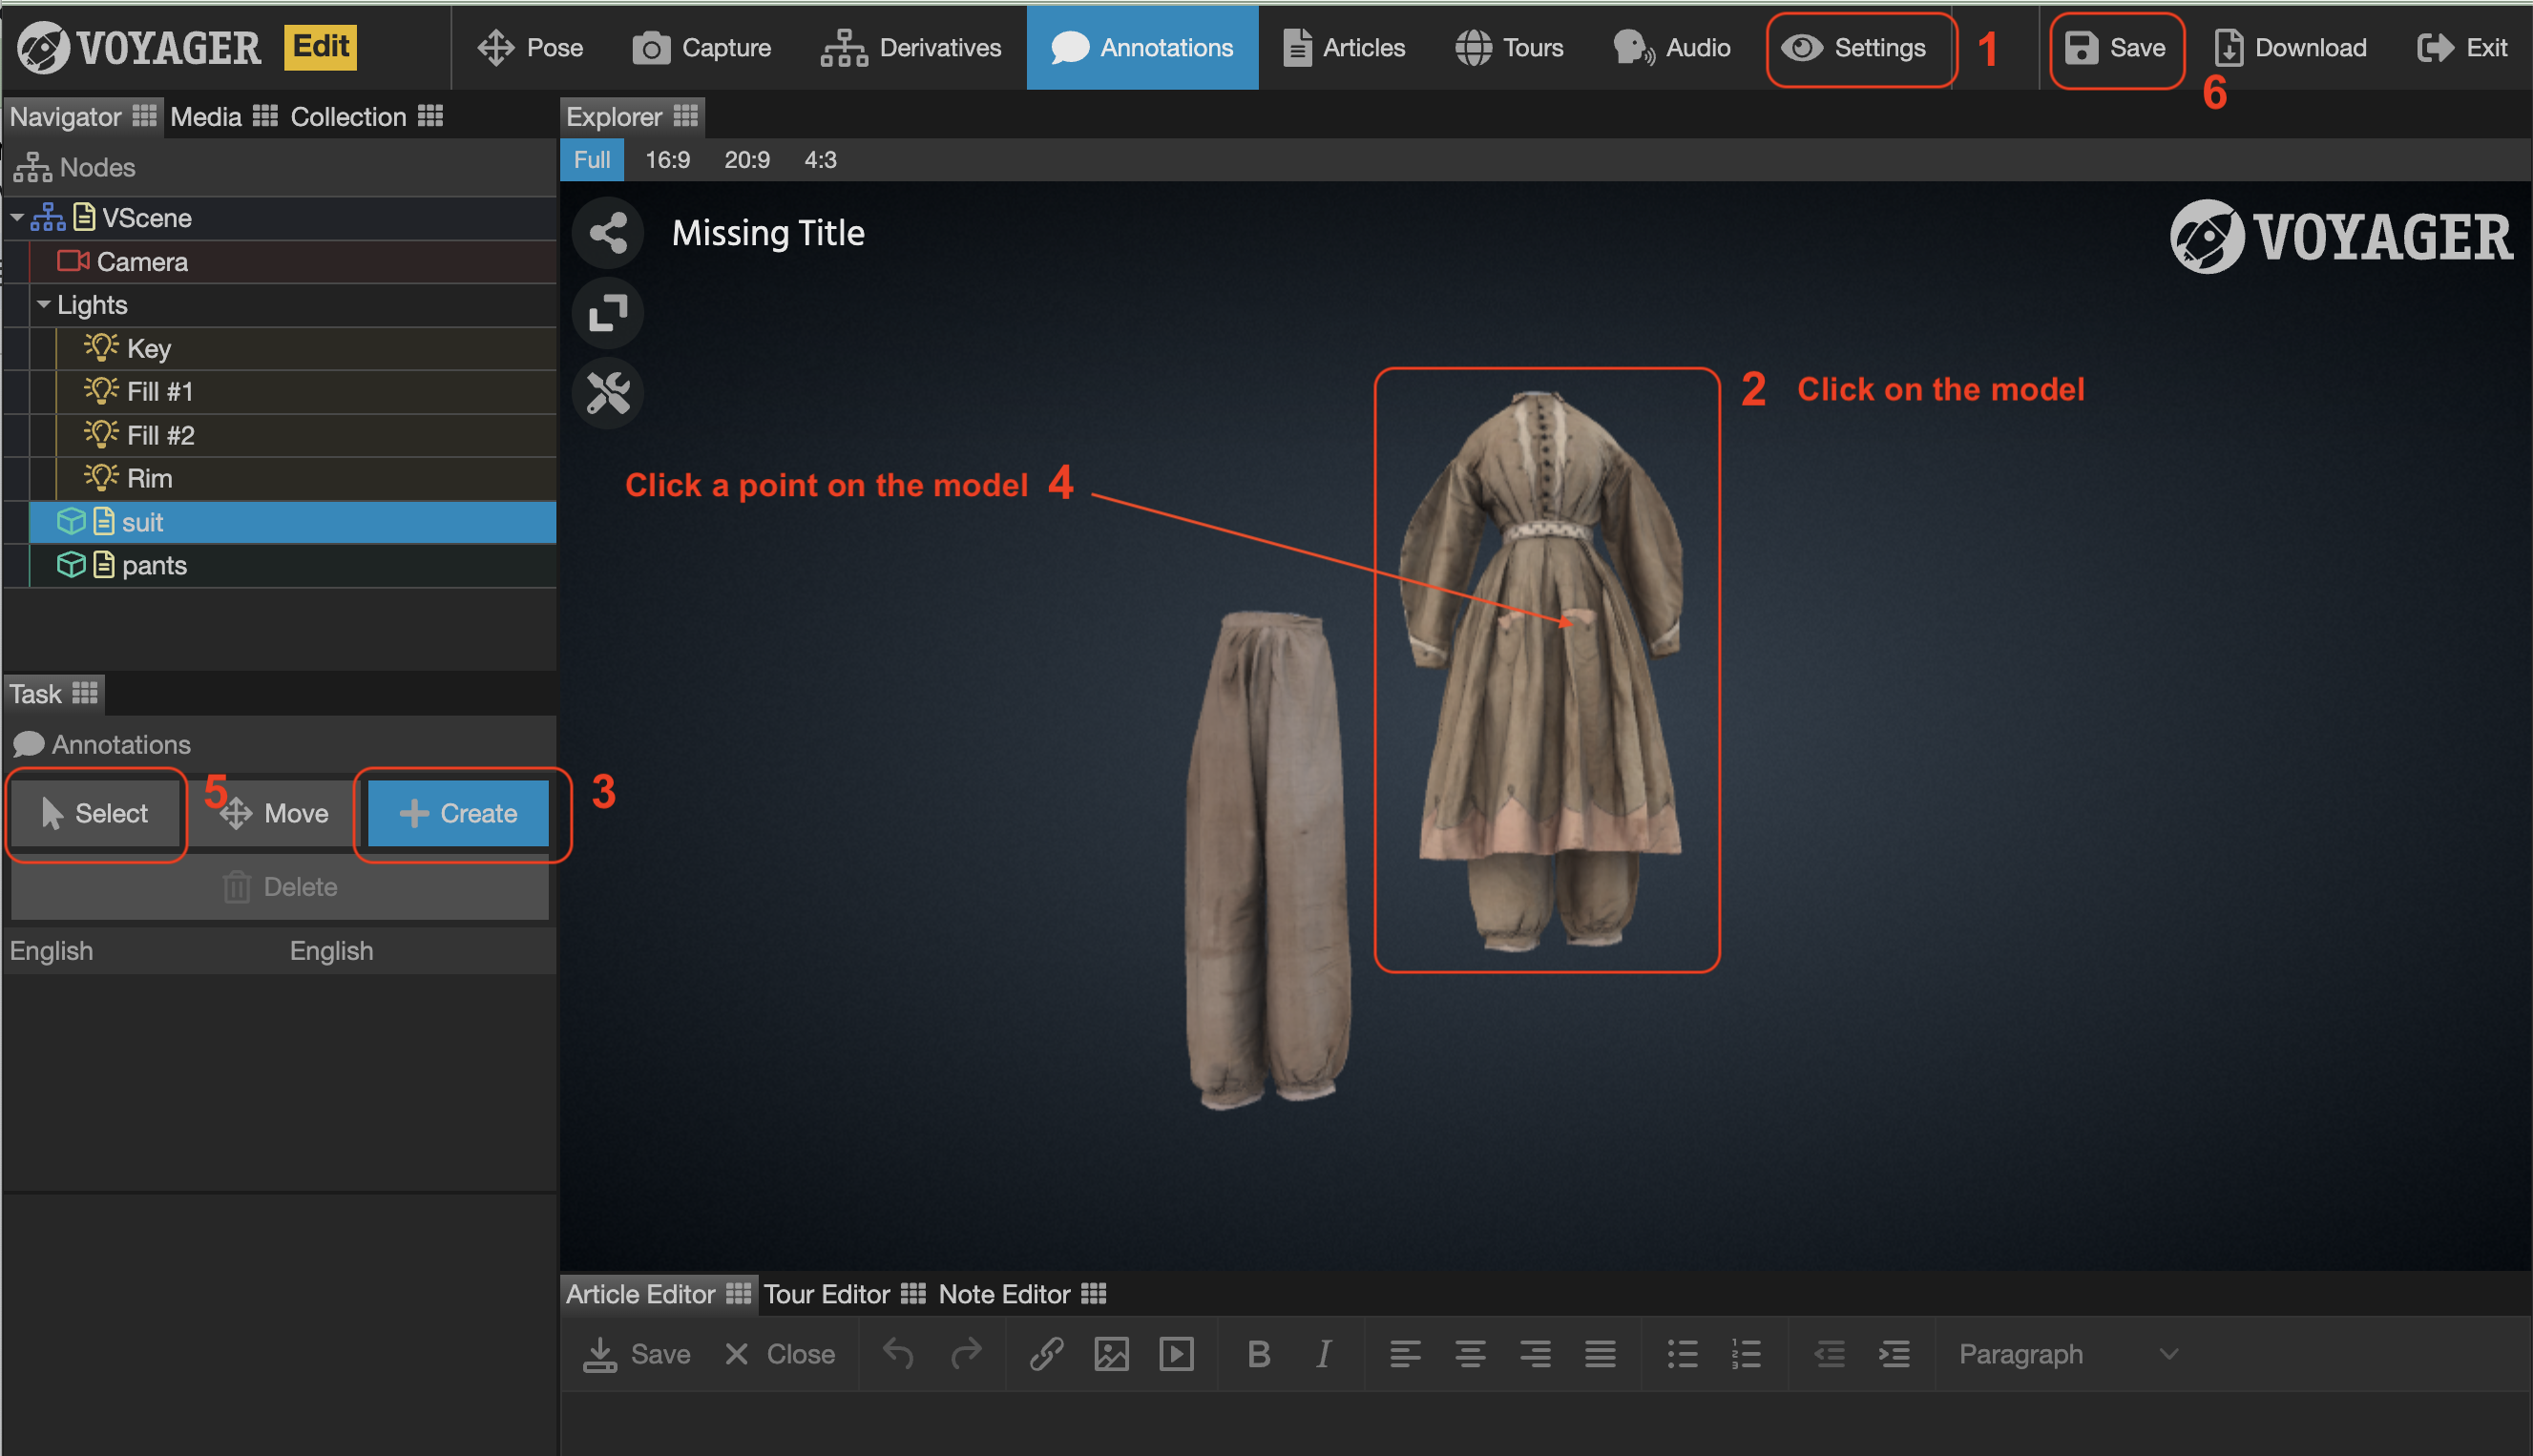 VOYAGER Edit Pose Capture Derivatives Annotations Articles Tours Audio Settings 1 Save 6 Download Exit
Navigator Media Collection
Nodes
VScene
Camera
Lights
Key
Fill #1
Fill #2
Rim
suit
pants
Task
Annotations
Select 5 Move Create 3
Delete
English English
Explorer
Full 16:9 20:9 4:3
Missing Title
VOYAGER
2 Click on the model
Click a point on the model 4
Article Editor Tour Editor Note Editor
Save Close B I Paragraph